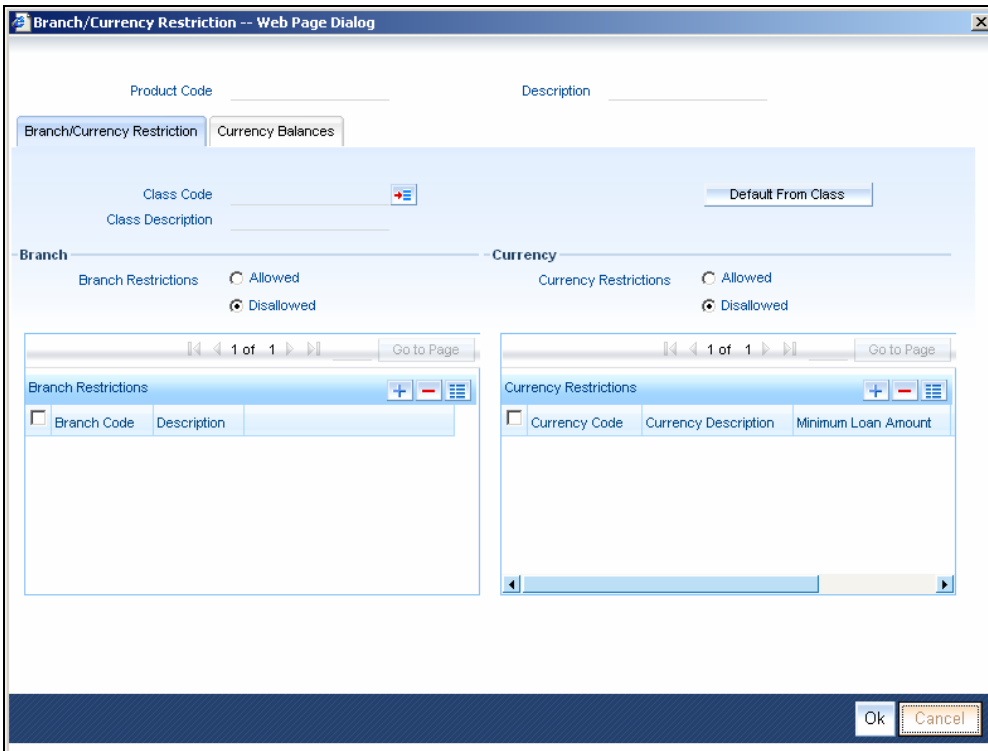 Branch/Currency Restriction -- Web Page Dialog
Product Code
Description
Branch/Currency Restriction
Currency Balances
Class Code
Default From Class
Class Description
Branch
Currency
Branch Restrictions
Allowed
Disallowed
Currency Restrictions
Allowed
Disallowed
1 of 1
Go to Page
1 of 1
Go to Page
Branch Restrictions
Branch Code
Description
Currency Restrictions
Currency Code
Currency Description
Minimum Loan Amount
Ok
Cancel